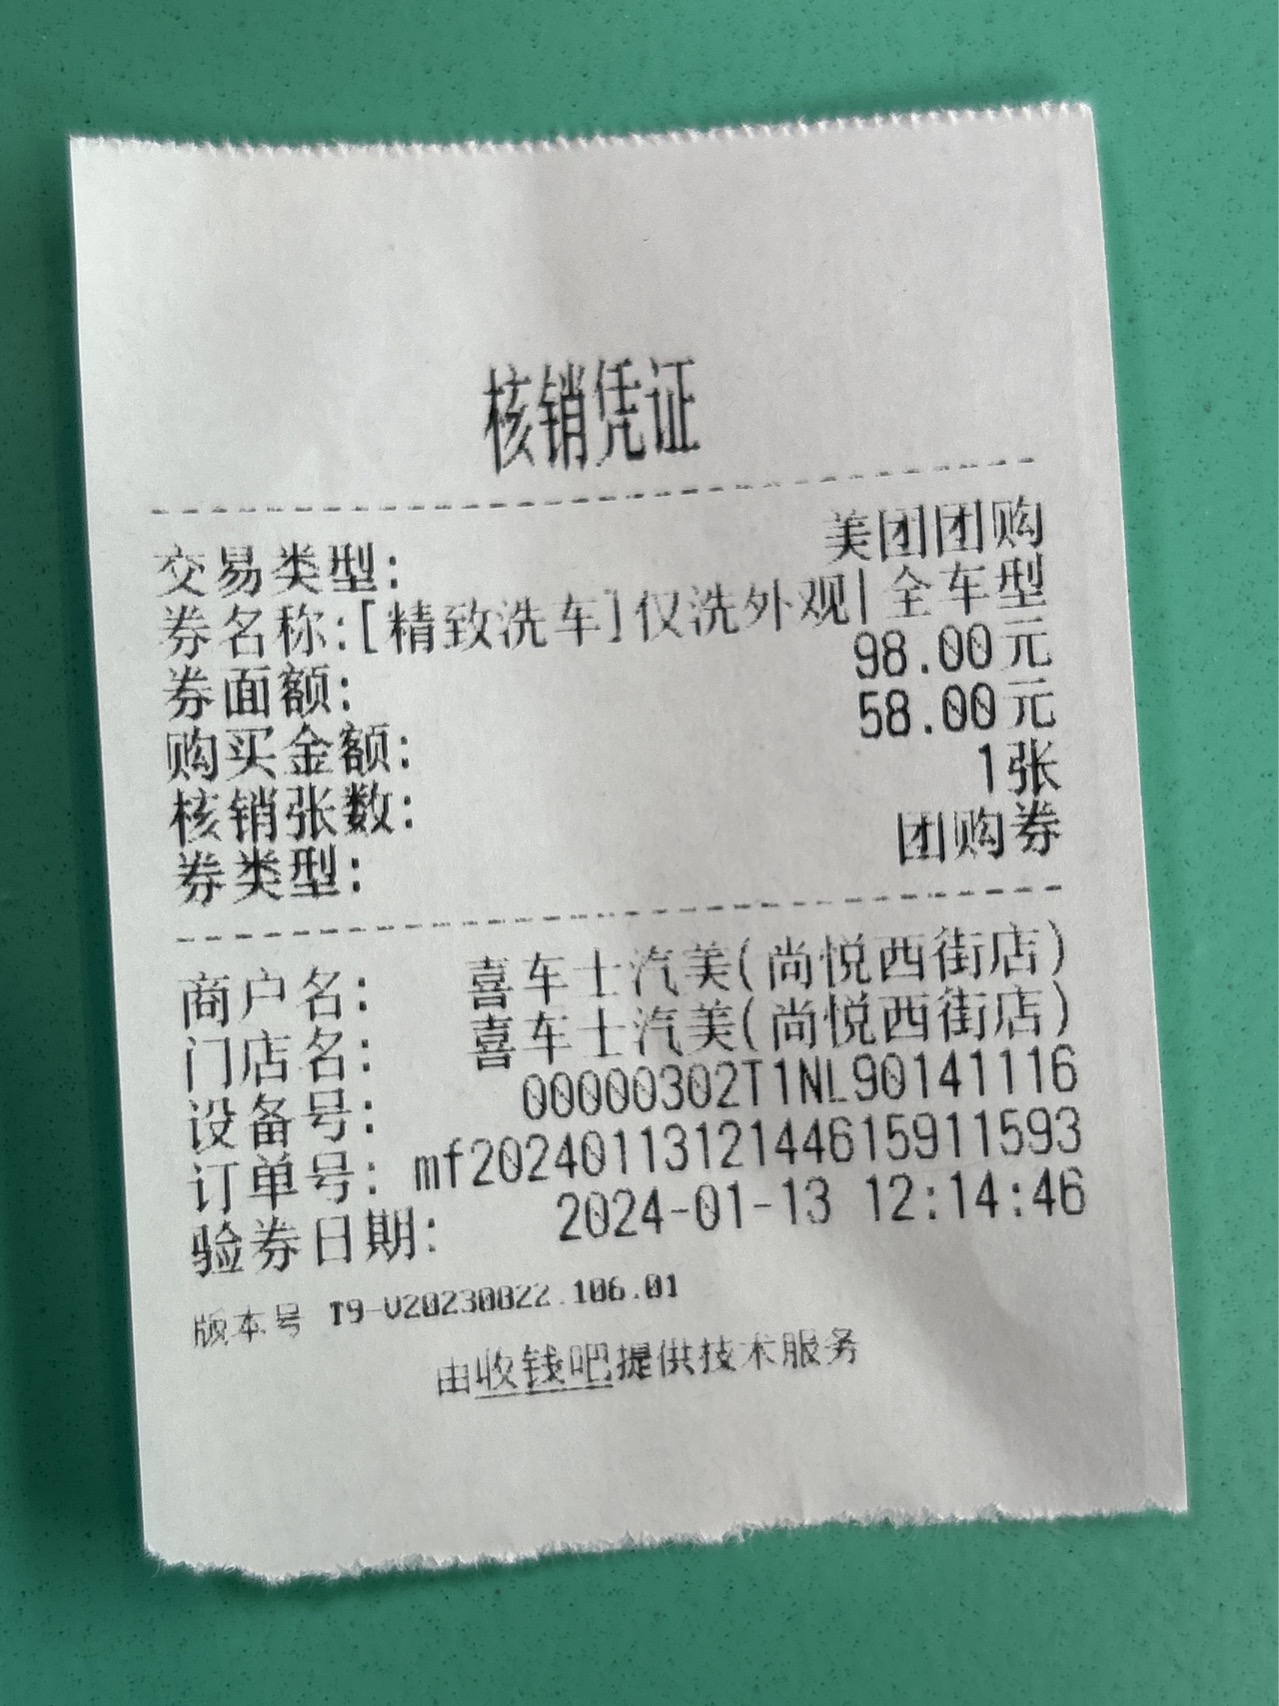 核销凭证
交易类型: 美团团购
券名称:[精致洗车]仅洗外观|全车型
券面额: 98.00元
购买金额: 58.00元
核销张数: 1张
券类型: 团购券
商户名: 喜车士汽美(尚悦西街店)
门店名: 喜车士汽美(尚悦西街店)
设备号: 00000302T1NL90141116
订单号: mf2024011312144615911593
验券日期: 2024-01-13 12:14:46
版本号 T9-V20230822.106.01
由收钱吧提供技术服务